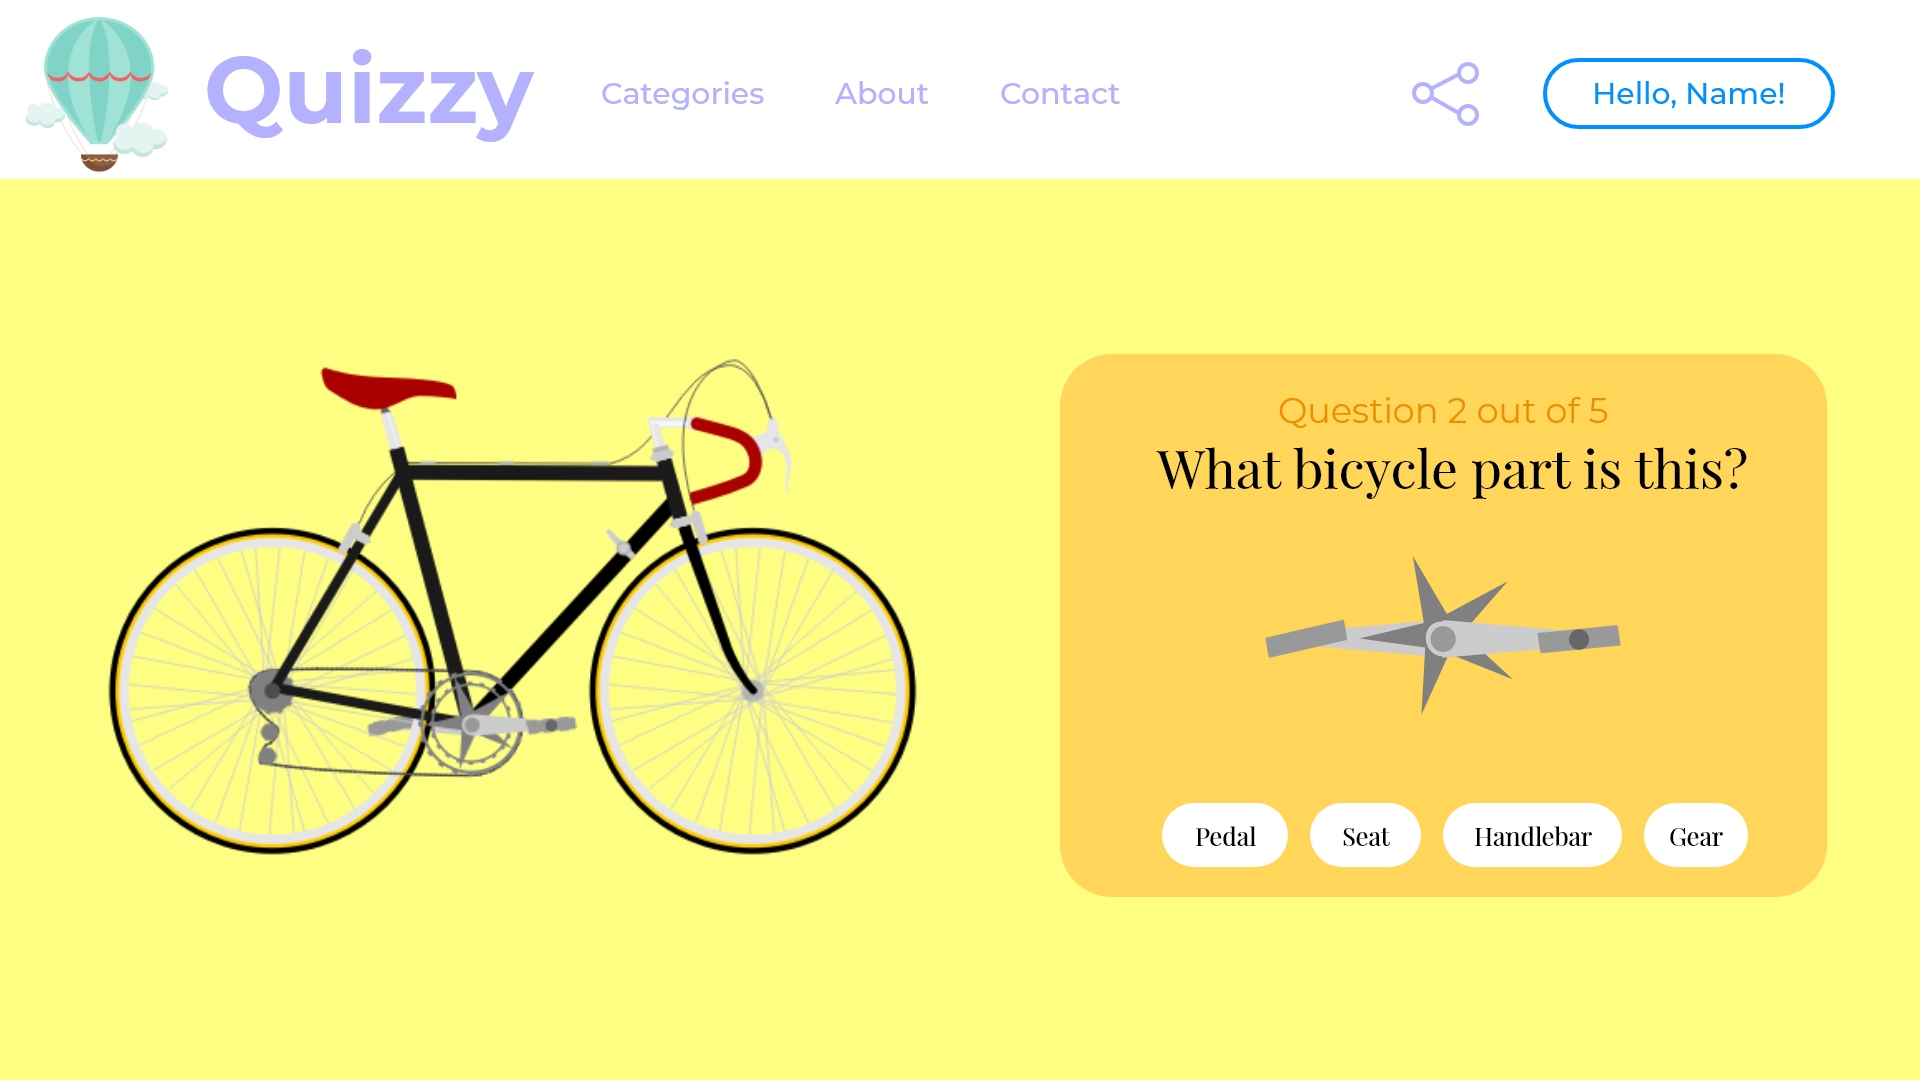 Quizzy
Categories
About
Contact
Hello, Name!
Question 2 out of 5
What bicycle part is this?
Pedal
Seat
Handlebar
Gear